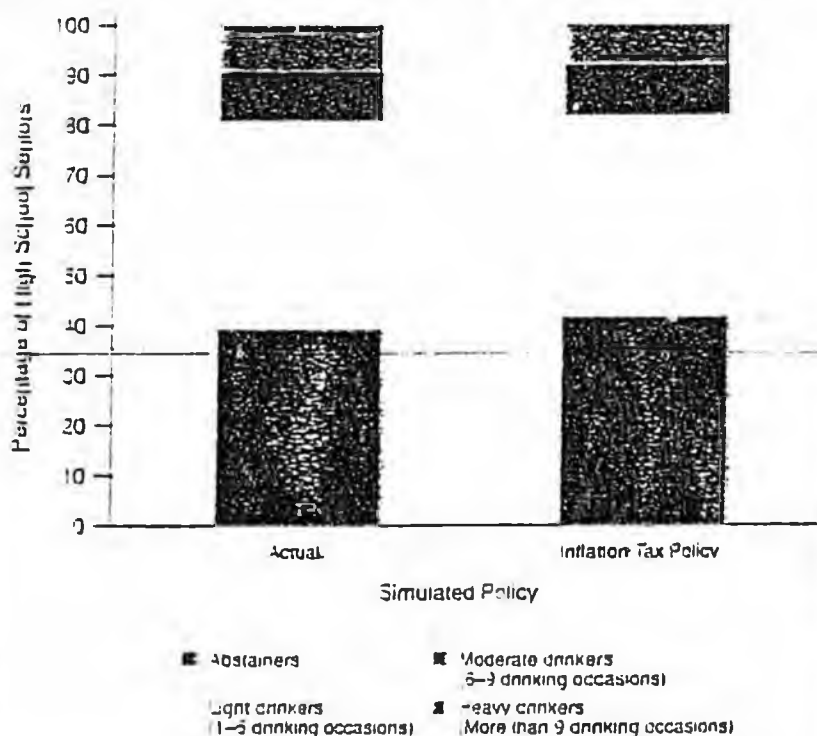 Percentage of High School Seniors
100
90
80
70
60
50
40
30
20
10
0
Actual
Inflation Tax Policy
Simulated Policy
Abstainers
Moderate drinkers
(6–9 drinking occasions)
Light drinkers
(1–5 drinking occasions)
Heavy drinkers
(More than 9 drinking occasions)